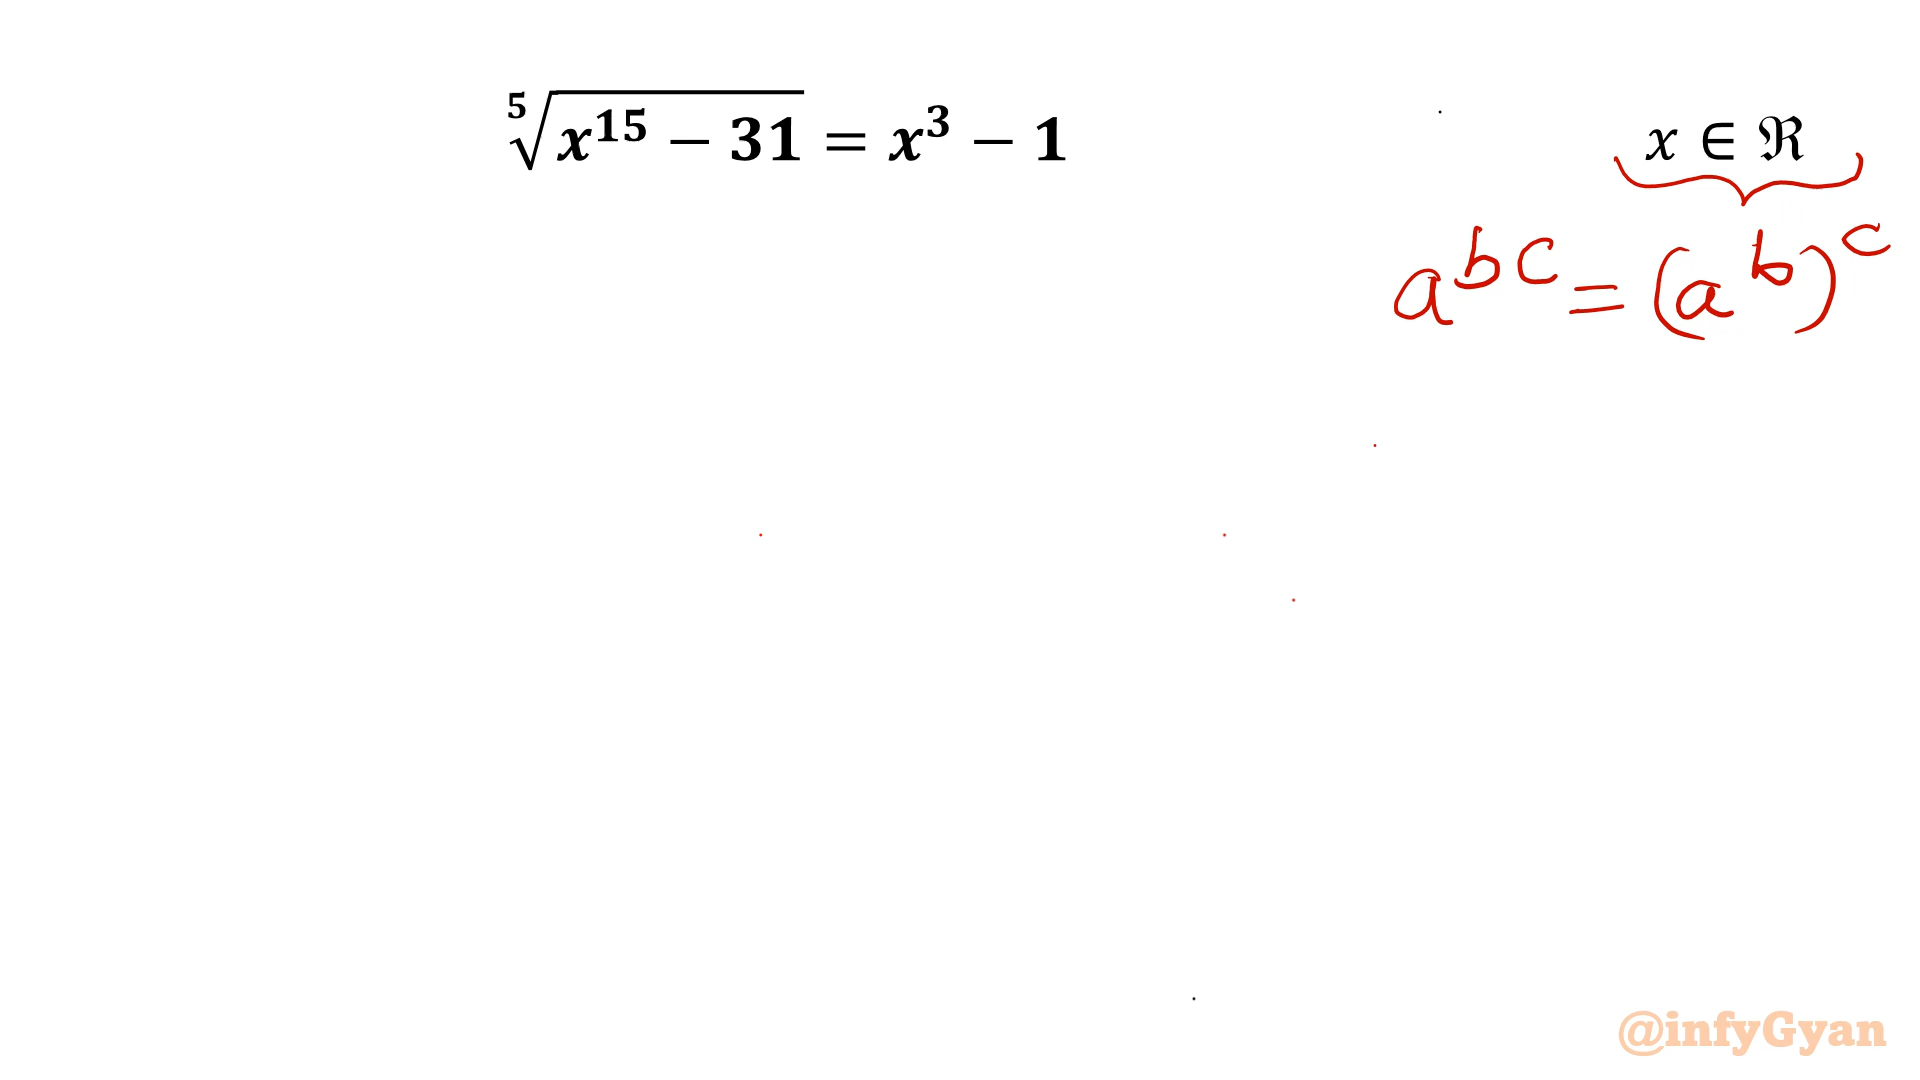 ⁵√(x¹⁵ − 31) = x³ − 1
x ∈ ℜ
a^{bc} = (a^b)^c
@infyGyan